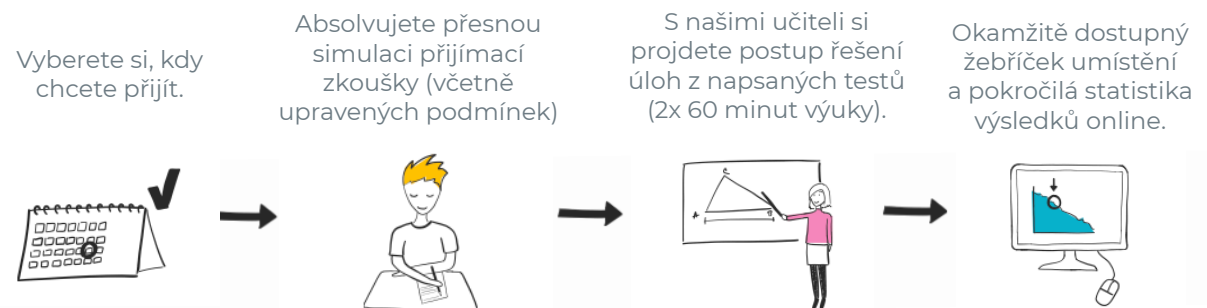 Vyberete si, kdy
chcete přijít.
Absolvujete přesnou
simulaci přijímací
zkoušky (včetně
upravených podmínek)
S našimi učiteli si
projdete postup řešení
úloh z napsaných testů
(2x 60 minut výuky).
Okamžitě dostupný
žebříček umístění
a pokročilá statistika
výsledků online.
C
A
B